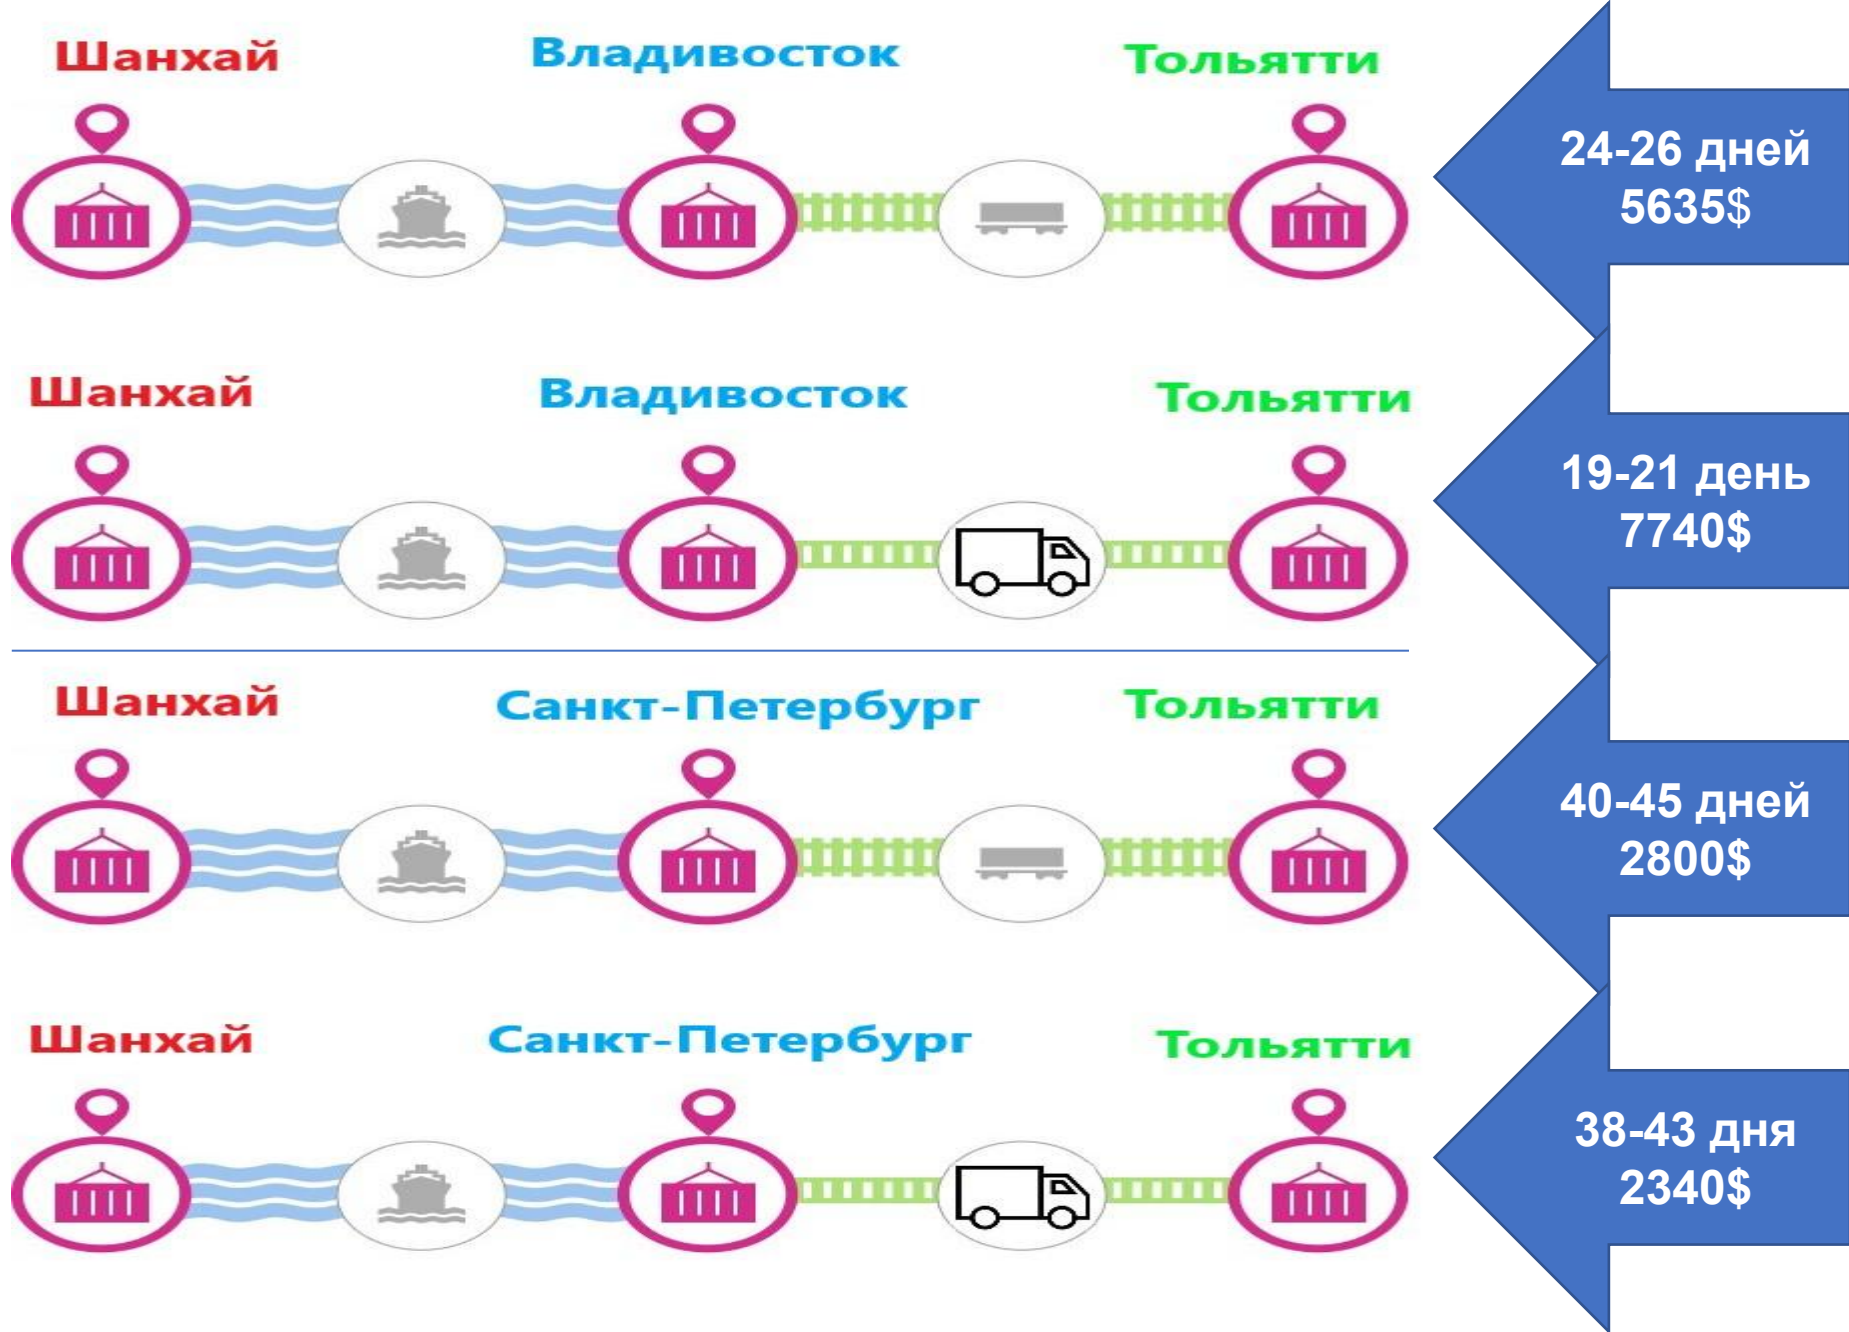 Шанхай
Владивосток
Тольятти
24-26 дней
5635$
Шанхай
Владивосток
Тольятти
19-21 день
7740$
Шанхай
Санкт-Петербург
Тольятти
40-45 дней
2800$
Шанхай
Санкт-Петербург
Тольятти
38-43 дня
2340$